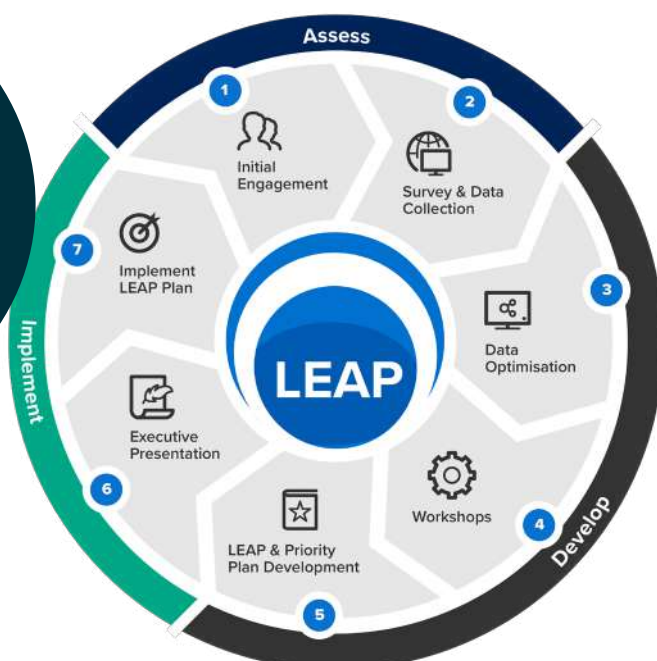 Assess
1
Initial
Engagement
2
Survey & Data
Collection
3
Data
Optimisation
4
Workshops
Develop
5
LEAP & Priority
Plan Development
6
Executive
Presentation
Implement
7
Implement
LEAP Plan
LEAP